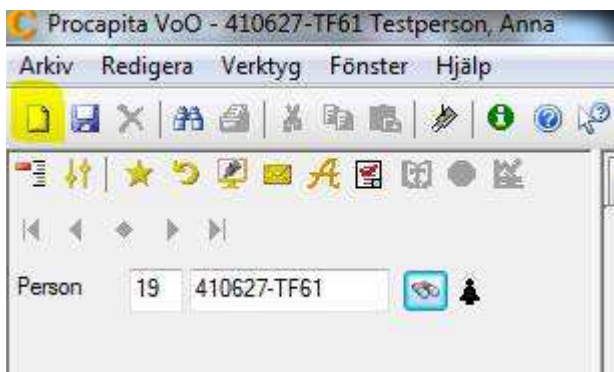 Procapita VoO - 410627-TF61 Testperson, Anna
Arkiv Redigera Verktyg Fönster Hjälp
Person 19 410627-TF61